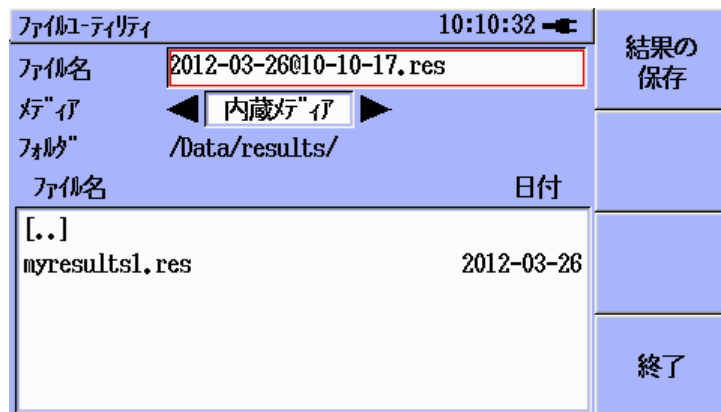 ファイルユーティリティ 10:10:32
結果の
保存
ファイル名 2012-03-26@10-10-17.res
メディア 内蔵メディア
フォルダ /Data/results/
ファイル名 日付
[..]
myresults1.res 2012-03-26
終了